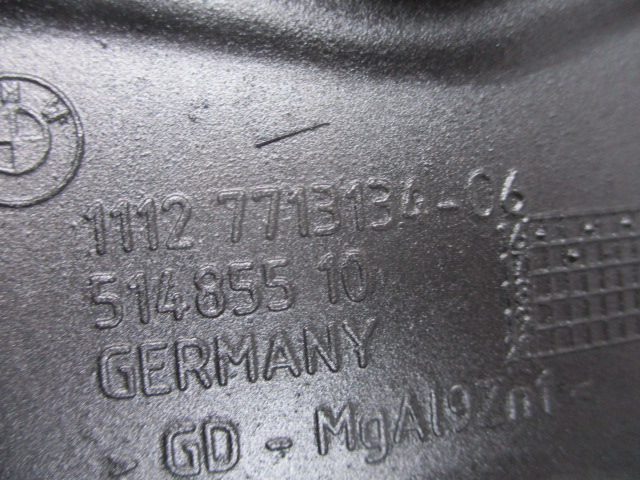 1112 7713134-06
514855 10
GERMANY
- GD - MgAl9Zn1 -